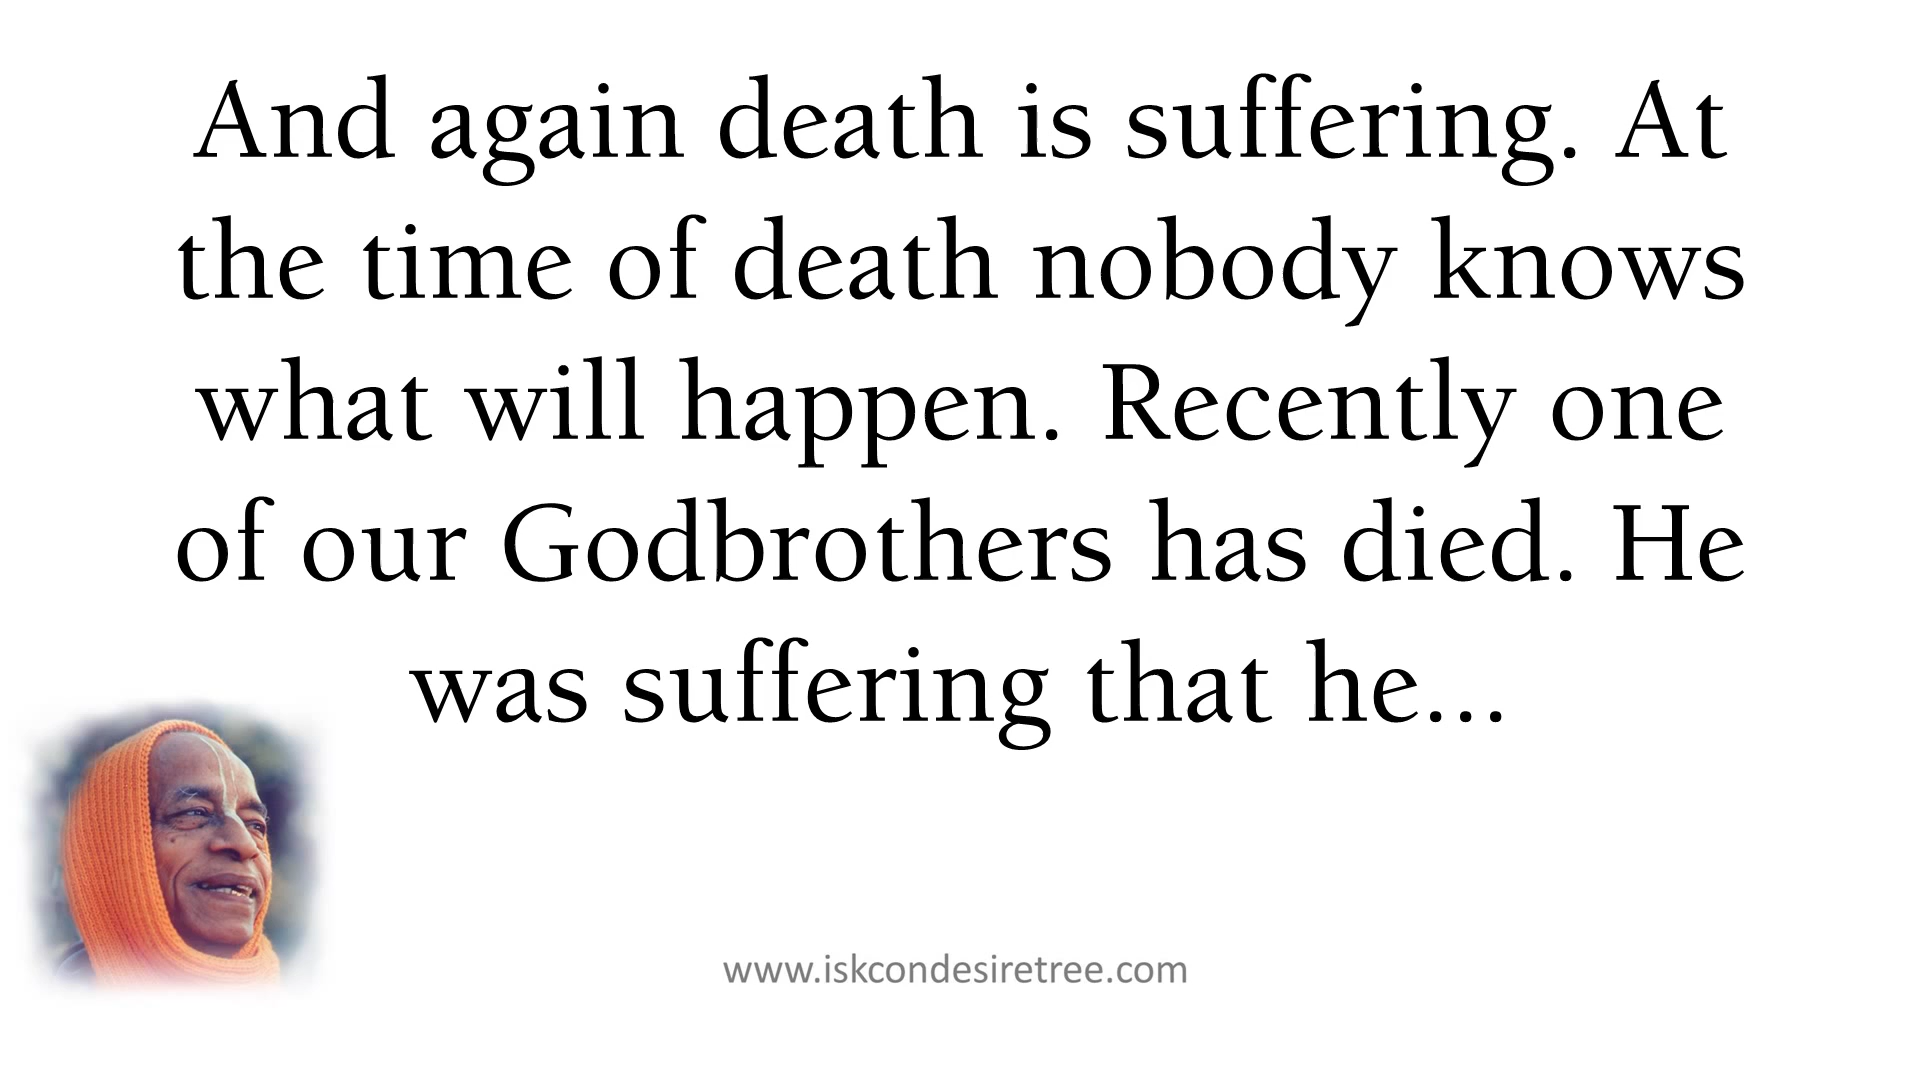 And again death is suffering. At
the time of death nobody knows
what will happen. Recently one
of our Godbrothers has died. He
was suffering that he...
www.iskcondesiretree.com